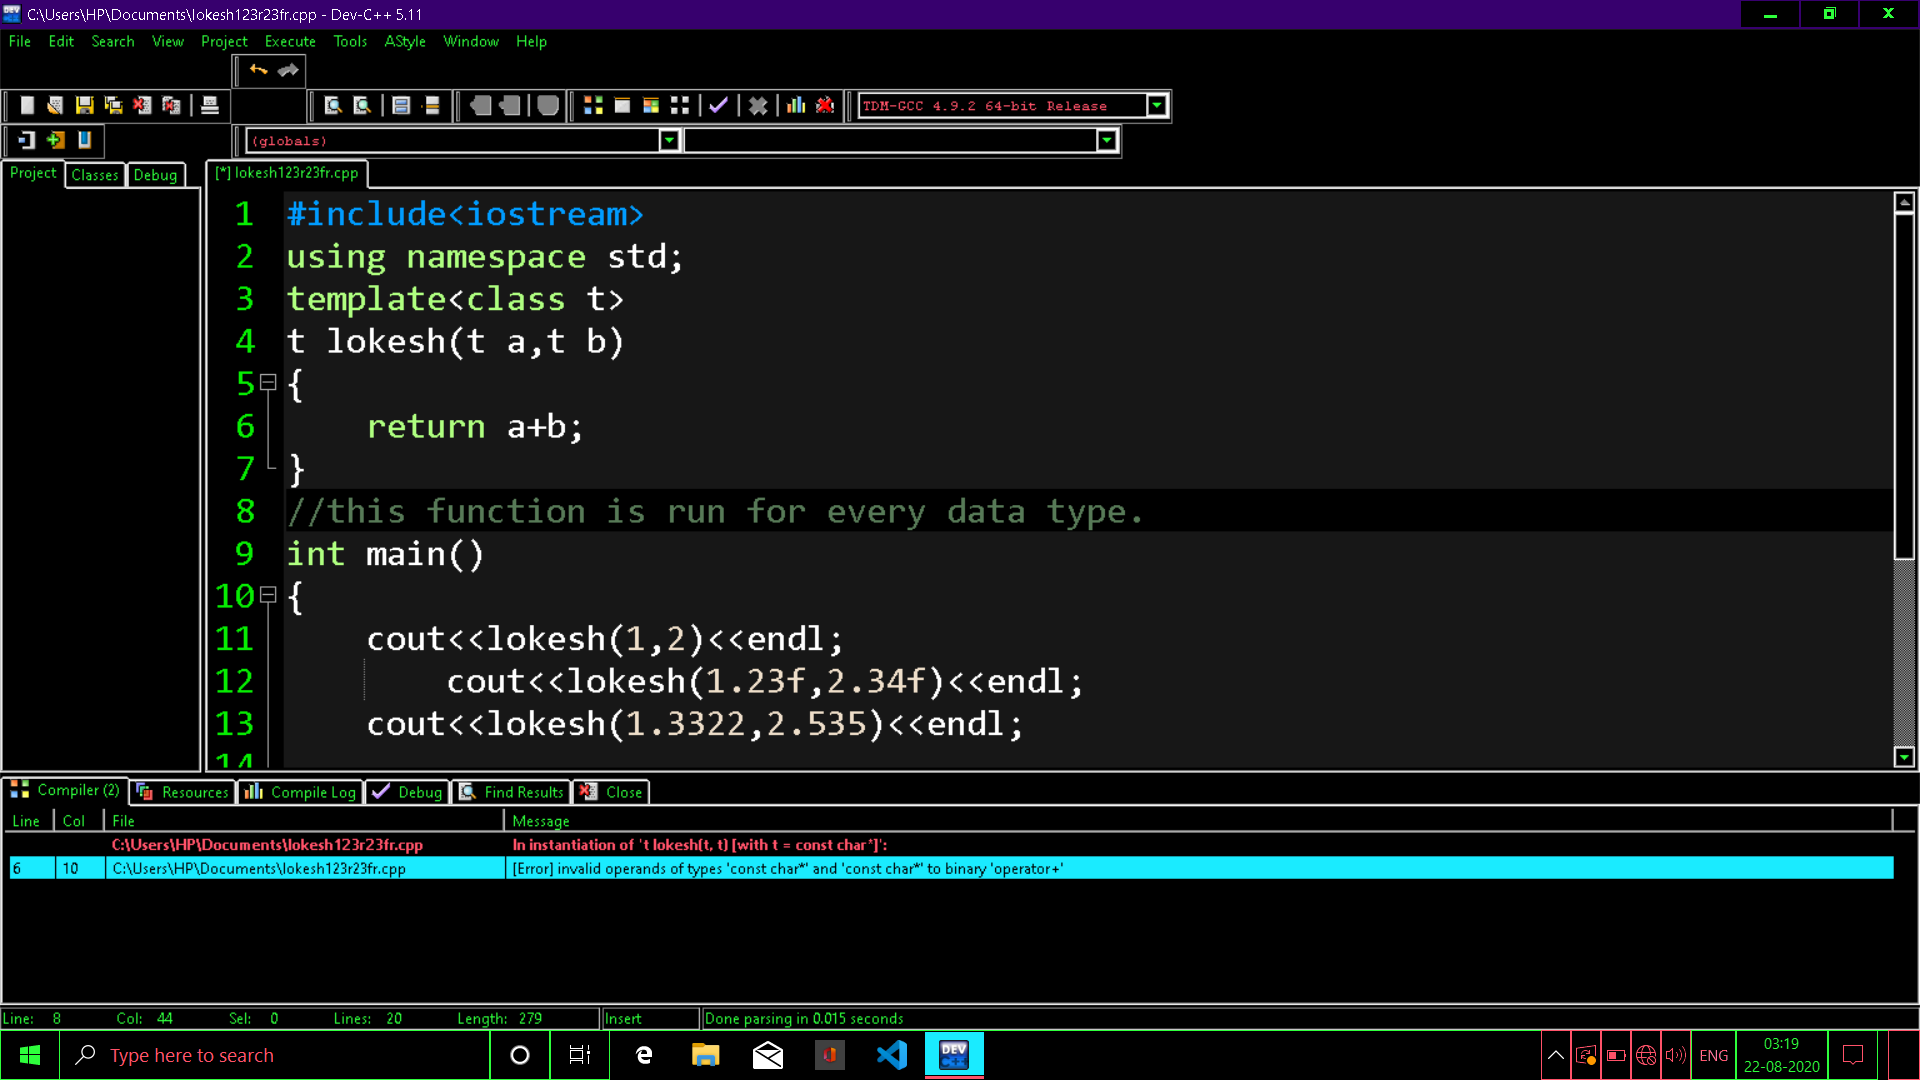 C:\Users\HP\Documents\lokesh123r23fr.cpp - Dev-C++ 5.11
File Edit Search View Project Execute Tools AStyle Window Help
TDM-GCC 4.9.2 64-bit Release
(globals)
Project Classes Debug
[*] lokesh123r23fr.cpp
1 #include<iostream>
2 using namespace std;
3 template<class t>
4 t lokesh(t a,t b)
5 {
6 return a+b;
7 }
8 //this function is run for every data type.
9 int main()
10 {
11 cout<<lokesh(1,2)<<endl;
12 cout<<lokesh(1.23f,2.34f)<<endl;
13 cout<<lokesh(1.3322,2.535)<<endl;
14
Compiler (2) Resources Compile Log Debug Find Results Close
Line Col File Message
C:\Users\HP\Documents\lokesh123r23fr.cpp In instantiation of 't lokesh(t, t) [with t = const char*]':
6 10 C:\Users\HP\Documents\lokesh123r23fr.cpp [Error] invalid operands of types 'const char*' and 'const char*' to binary 'operator+'
Line: 8 Col: 44 Sel: 0 Lines: 20 Length: 279 Insert Done parsing in 0.015 seconds
Type here to search
DEV
C++
ENG
03:19
22-08-2020